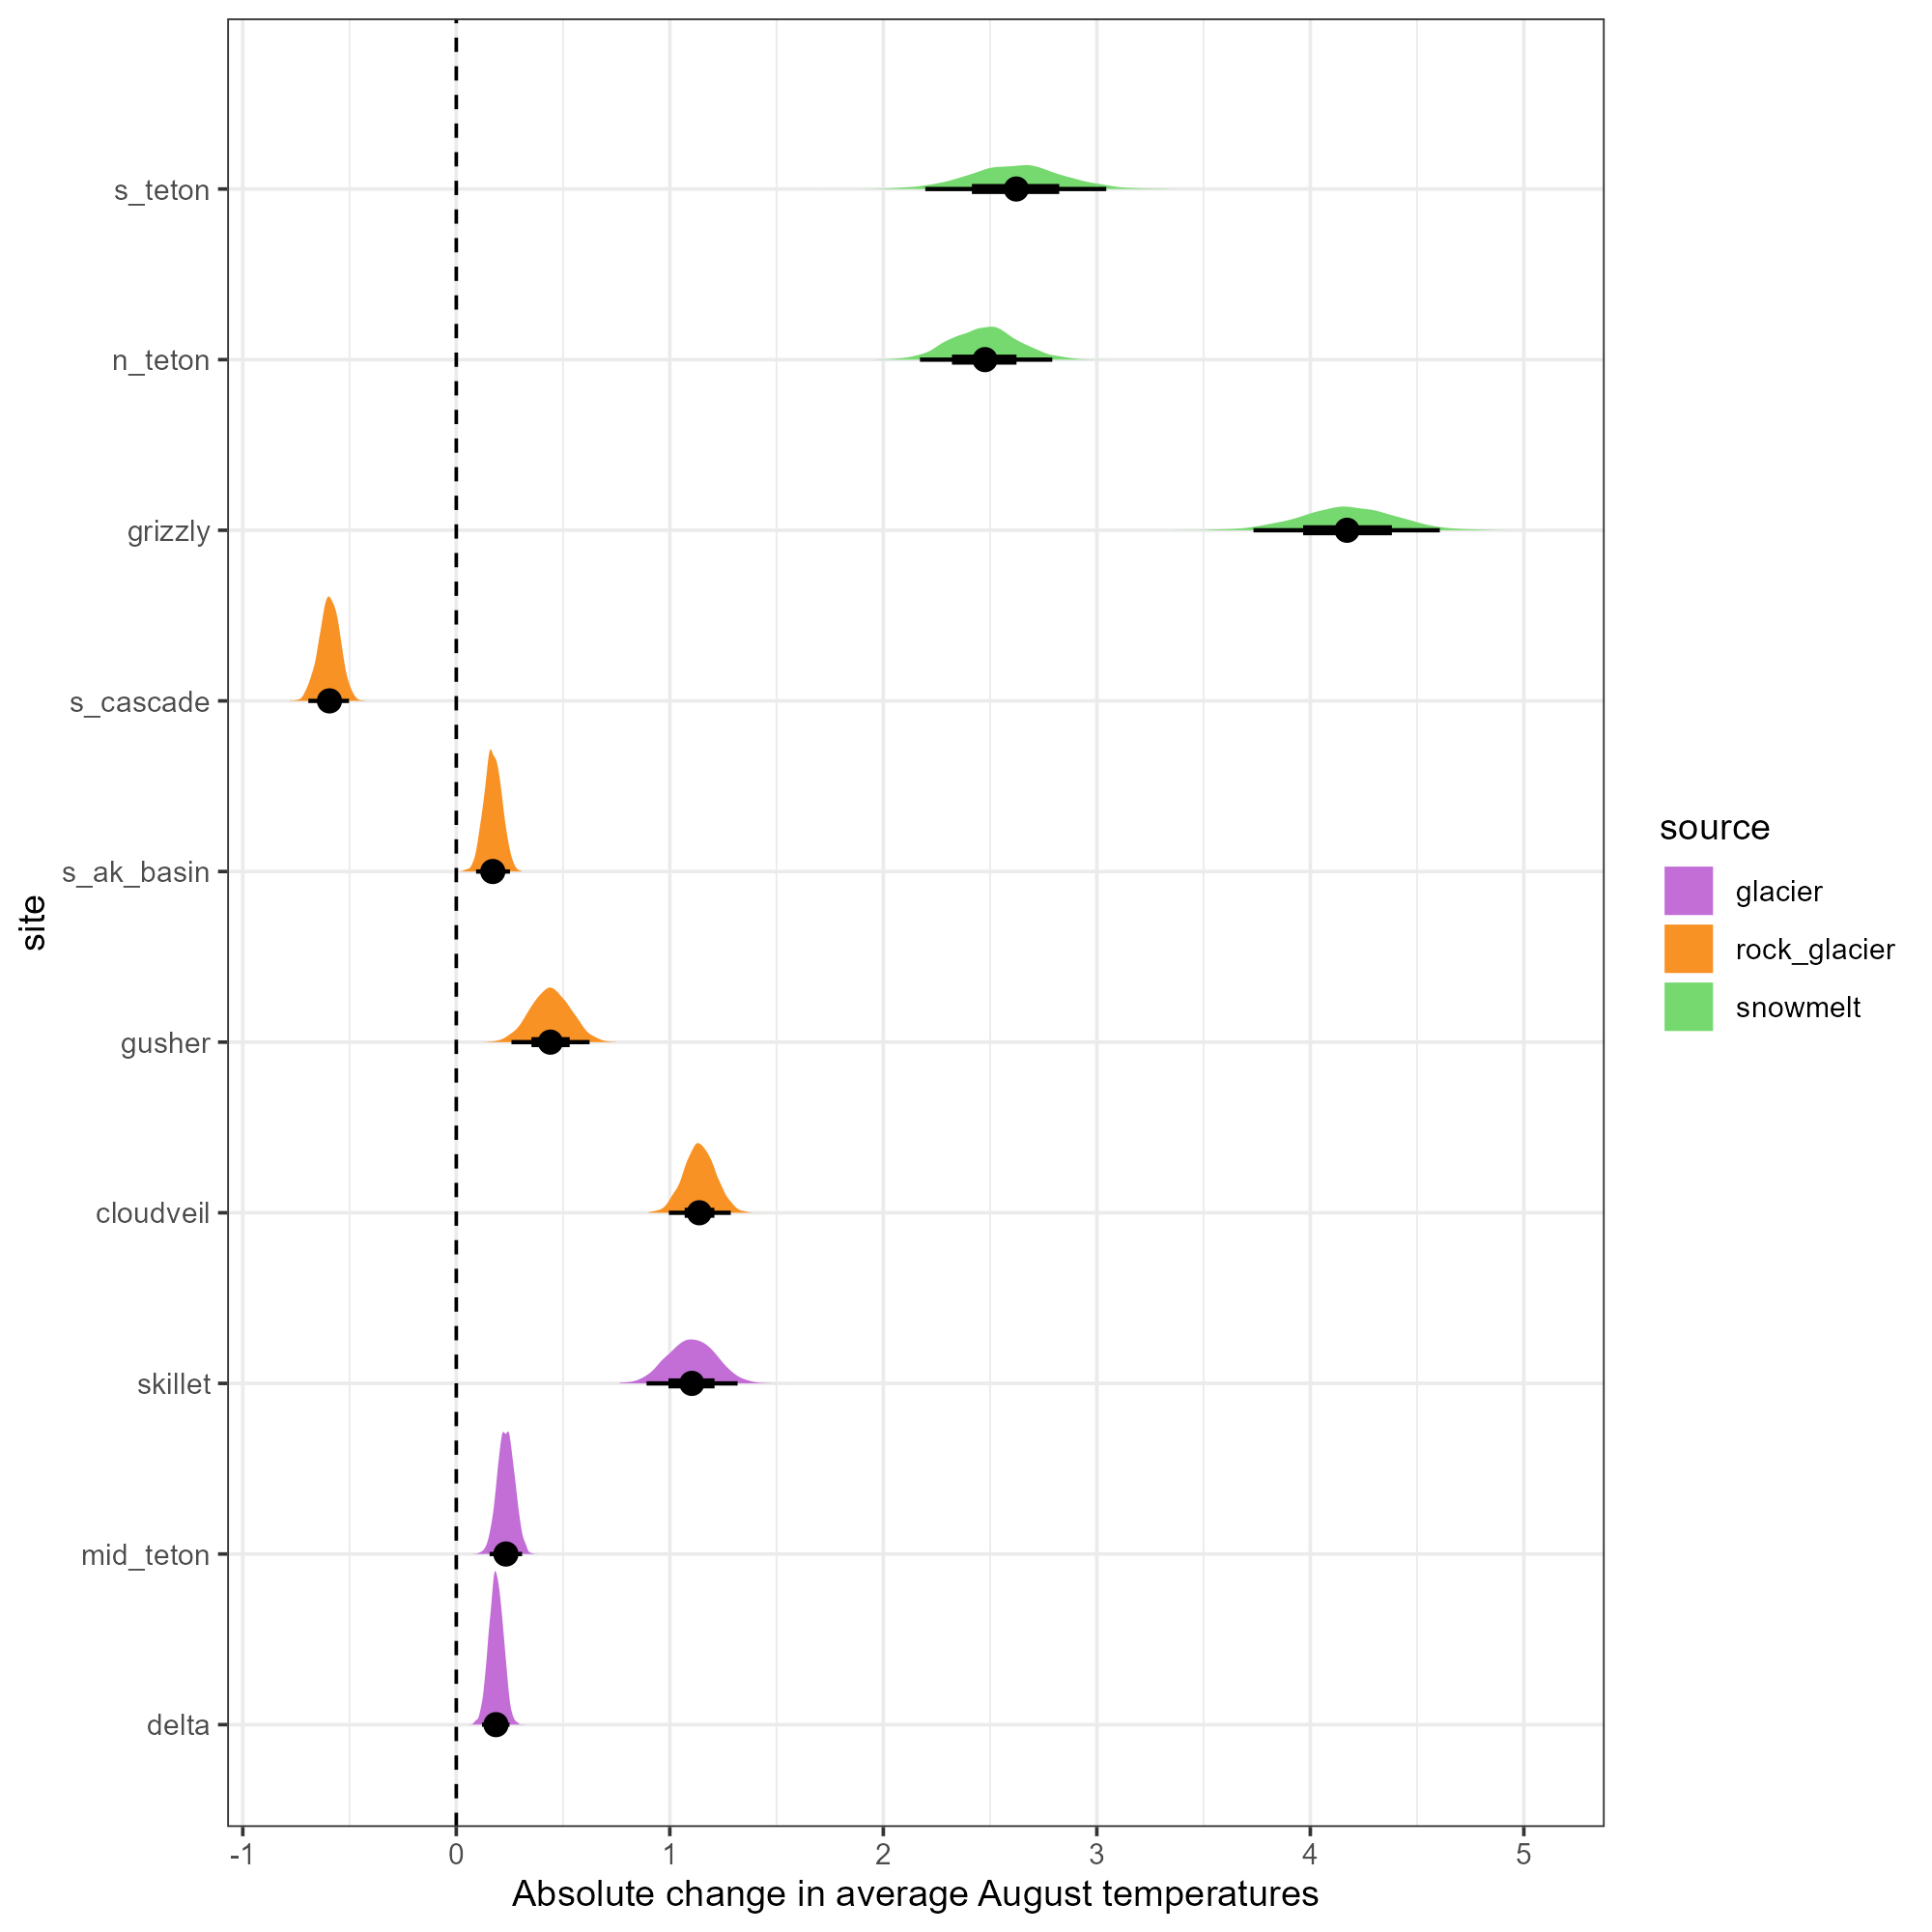 s_teton
n_teton
grizzly
s_cascade
s_ak_basin
gusher
cloudveil
skillet
mid_teton
delta
site
-1 0 1 2 3 4 5
Absolute change in average August temperatures
source
glacier
rock_glacier
snowmelt